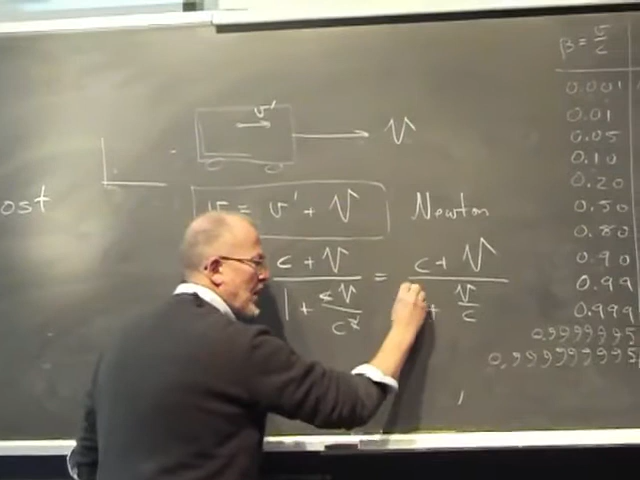 β = v/c
0.001
0.01
0.05
0.10
0.20
0.50
0.80
0.90
0.99
0.999
0.9999995
0.9999999995
v'
V
ost
v = v' + V
Newton
c + V / 1 + cV/c² = c + V / + V/c